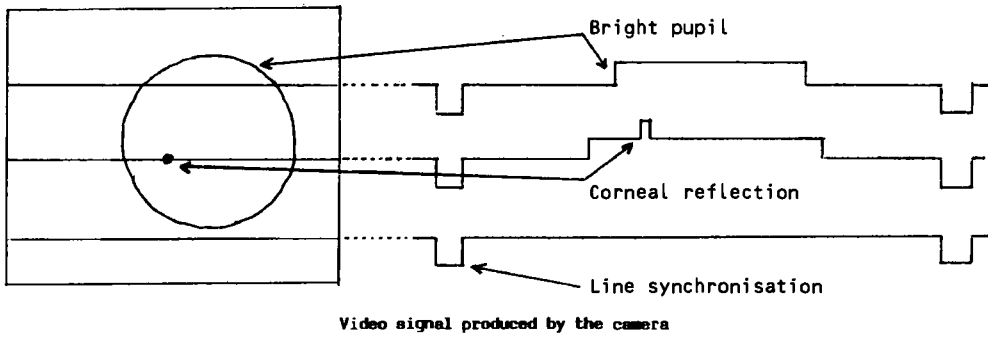 Bright pupil
Corneal reflection
Line synchronisation
Video signal produced by the camera